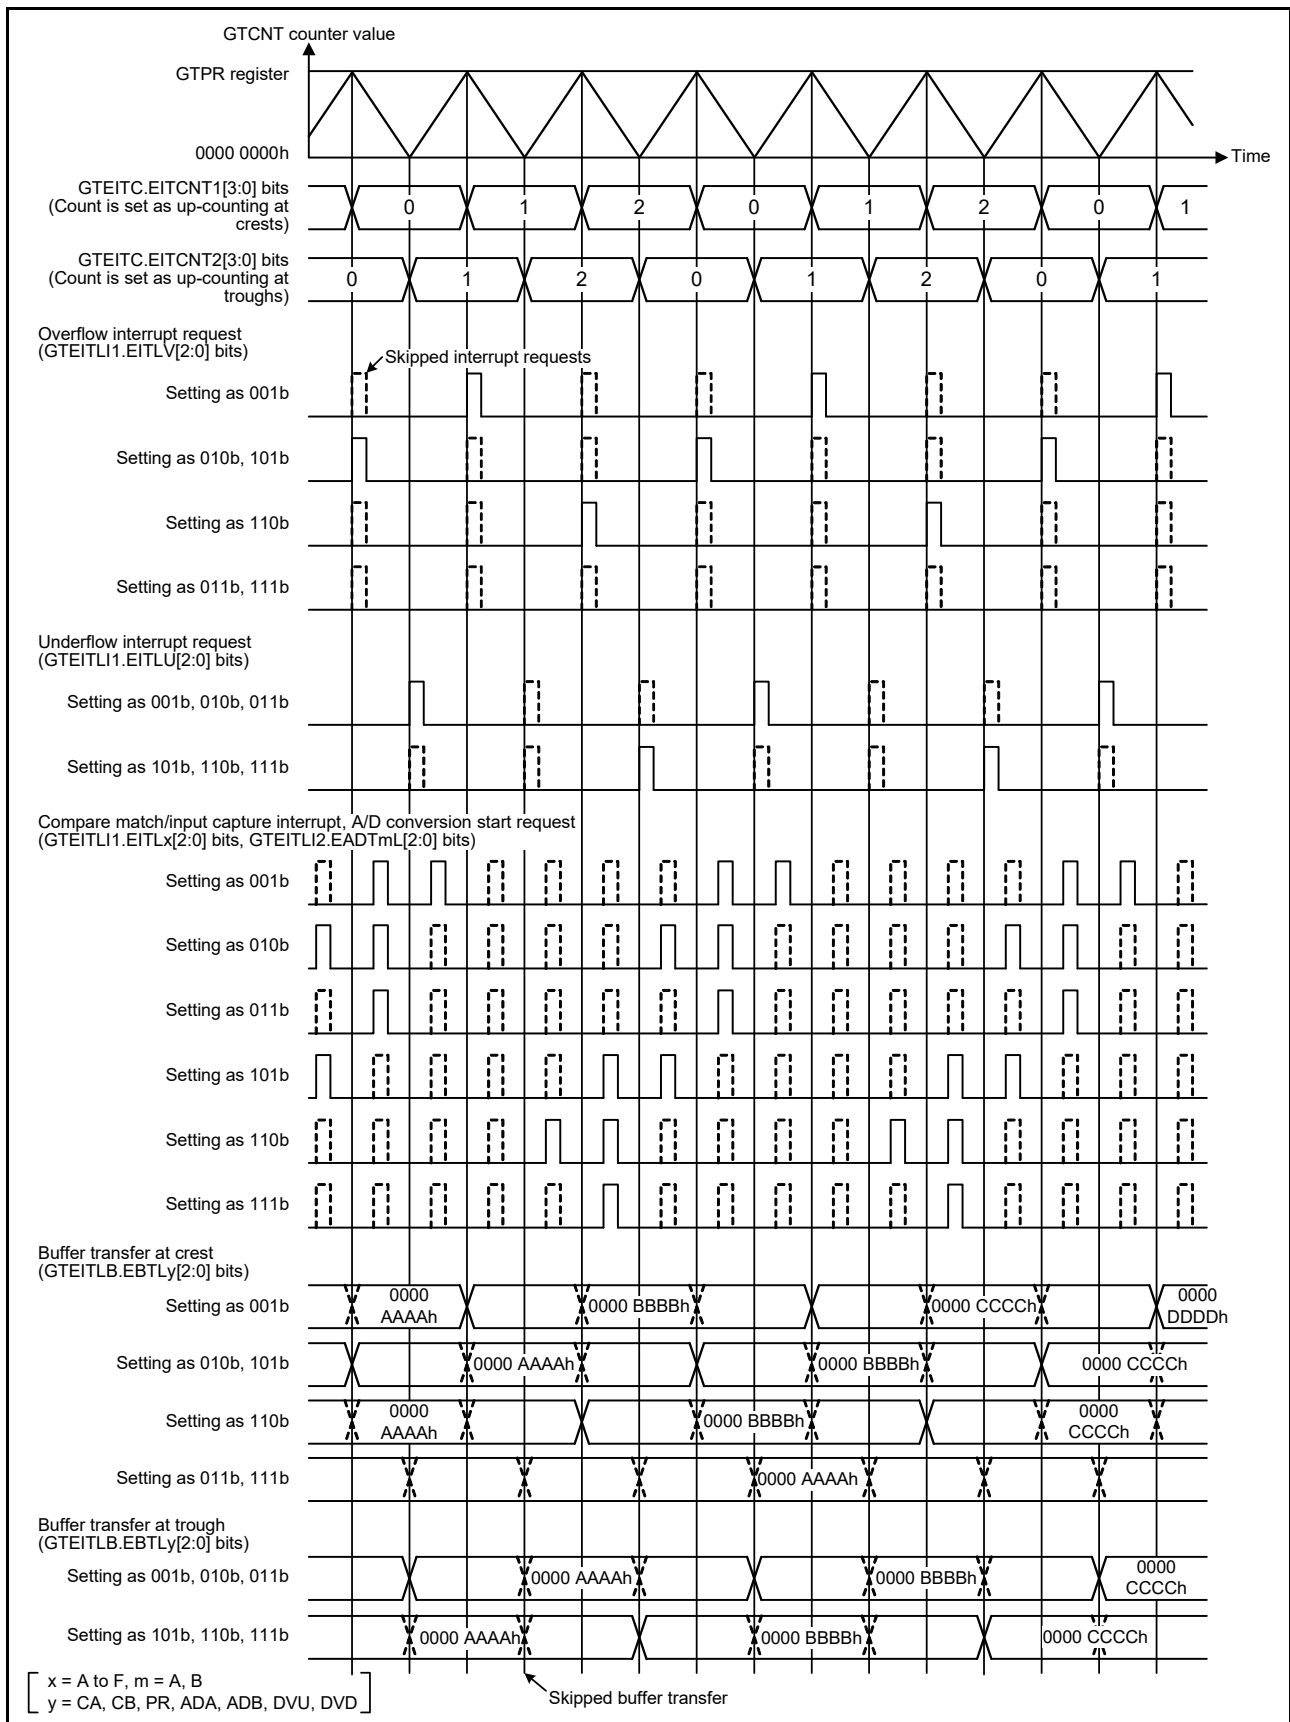 GTCNT counter value
GTPR register
0000 0000h
Time
GTEITC.EITCNT1[3:0] bits
(Count is set as up-counting at
crests)
0 1 2 0 1 2 0 1
GTEITC.EITCNT2[3:0] bits
(Count is set as up-counting at
troughs)
0 1 2 0 1 2 0 1
Overflow interrupt request
(GTEITLI1.EITLV[2:0] bits)
Skipped interrupt requests
Setting as 001b
Setting as 010b, 101b
Setting as 110b
Setting as 011b, 111b
Underflow interrupt request
(GTEITLI1.EITLU[2:0] bits)
Setting as 001b, 010b, 011b
Setting as 101b, 110b, 111b
Compare match/input capture interrupt, A/D conversion start request
(GTEITLI1.EITLx[2:0] bits, GTEITLI2.EADTmL[2:0] bits)
Setting as 001b
Setting as 010b
Setting as 011b
Setting as 101b
Setting as 110b
Setting as 111b
Buffer transfer at crest
(GTEITLB.EBTLy[2:0] bits)
Setting as 001b
0000
AAAAh
0000 BBBBh
0000 CCCCh
0000
DDDDh
Setting as 010b, 101b
0000 AAAAh
0000 BBBBh
0000 CCCCh
Setting as 110b
0000
AAAAh
0000 BBBBh
0000
CCCCh
Setting as 011b, 111b
0000 AAAAh
Buffer transfer at trough
(GTEITLB.EBTLy[2:0] bits)
Setting as 001b, 010b, 011b
0000 AAAAh
0000 BBBBh
0000
CCCCh
Setting as 101b, 110b, 111b
0000 AAAAh
0000 BBBBh
0000 CCCCh
x = A to F, m = A, B
y = CA, CB, PR, ADA, ADB, DVU, DVD
Skipped buffer transfer